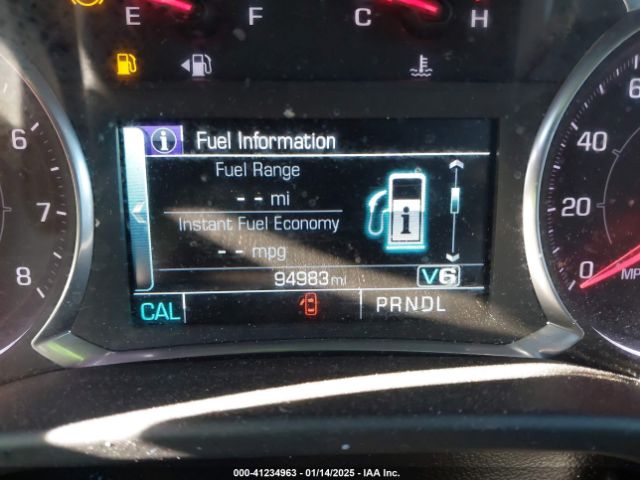 E F C H
6
7
8
Fuel Information
Fuel Range
- - mi
Instant Fuel Economy
- - mpg
94983 mi
V6
CAL
PRNDL
60
40
20
0
MP
000-41234963 - 01/14/2025 - IAA Inc.